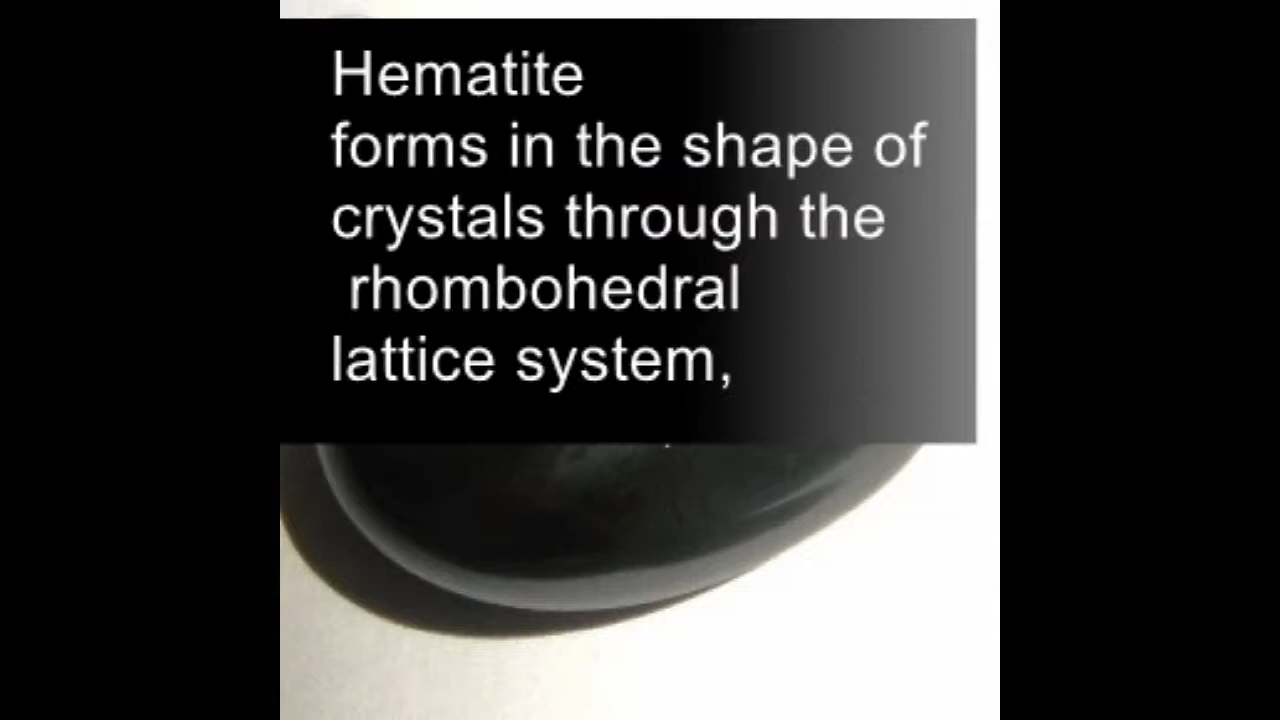 Hematite
forms in the shape of
crystals through the
rhombohedral
lattice system,